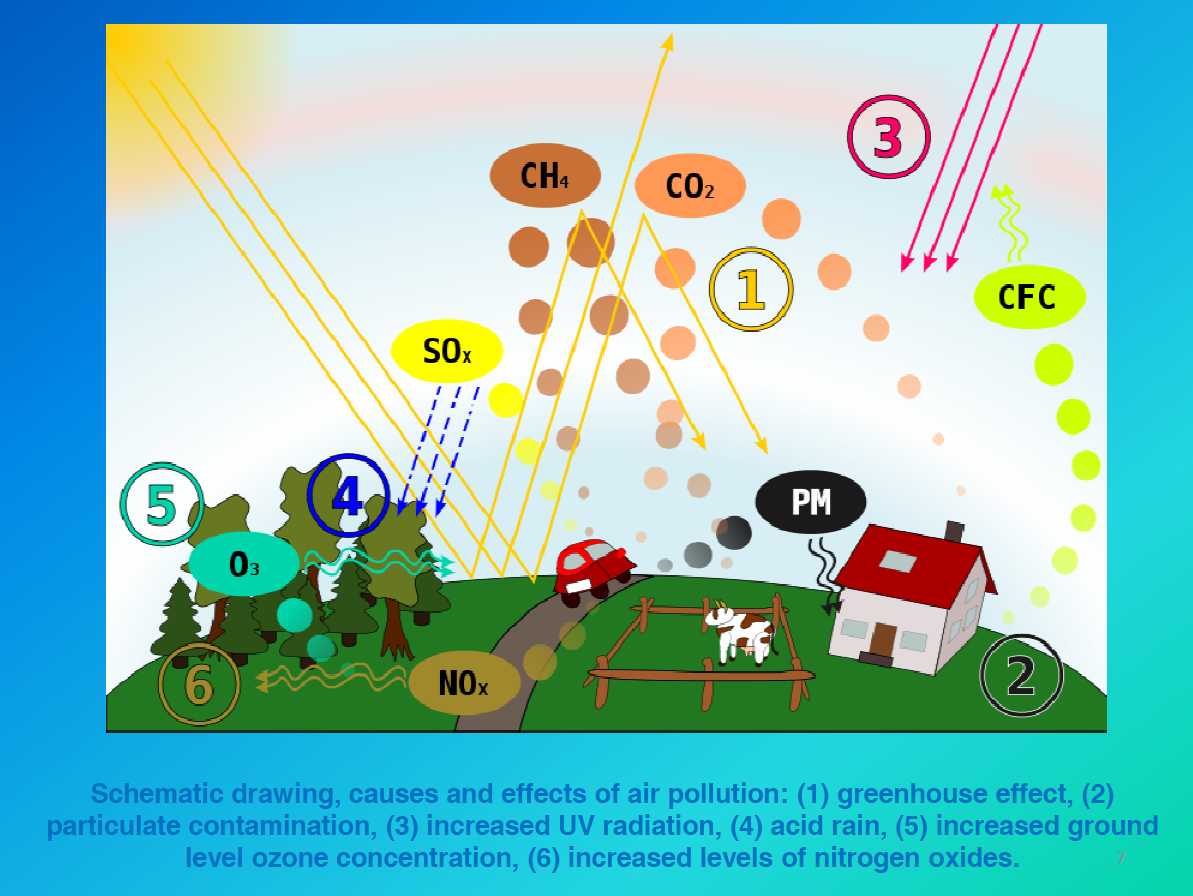 3
CH₄
CO₂
1
CFC
SOₓ
4
5
PM
O₃
6
NOₓ
2
Schematic drawing, causes and effects of air pollution: (1) greenhouse effect, (2)
particulate contamination, (3) increased UV radiation, (4) acid rain, (5) increased ground
level ozone concentration, (6) increased levels of nitrogen oxides.
7